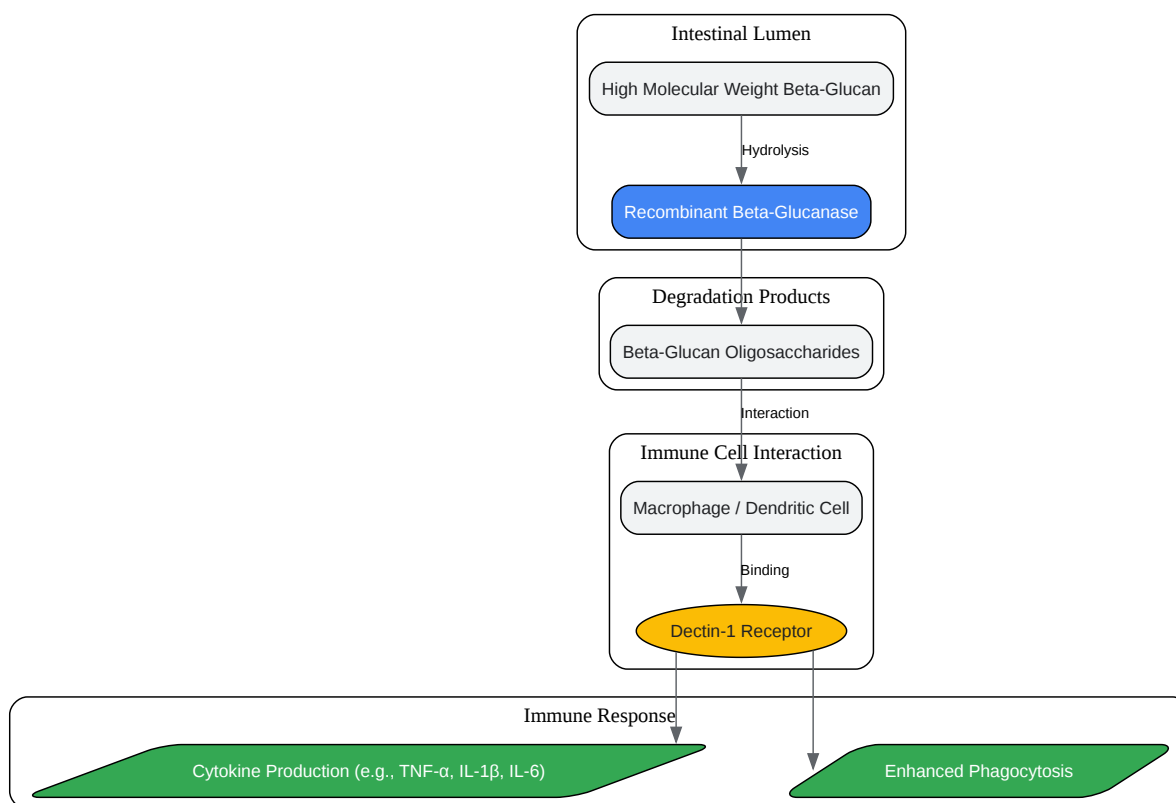 Intestinal Lumen
High Molecular Weight Beta-Glucan
Hydrolysis
Recombinant Beta-Glucanase
Degradation Products
Beta-Glucan Oligosaccharides
Interaction
Immune Cell Interaction
Macrophage / Dendritic Cell
Binding
Dectin-1 Receptor
Immune Response
Cytokine Production (e.g., TNF-α, IL-1β, IL-6)
Enhanced Phagocytosis